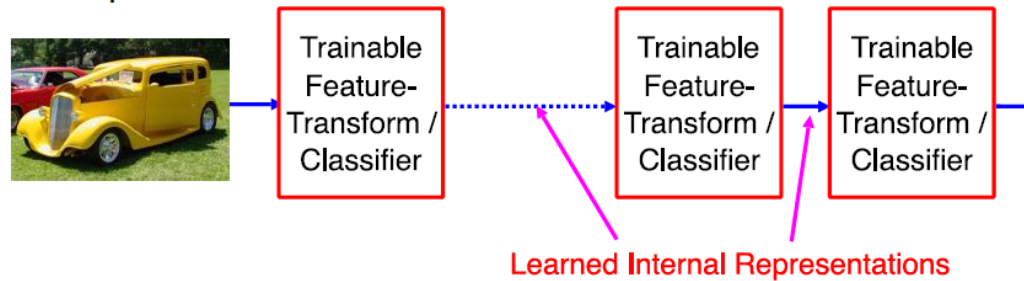 Trainable
Feature-
Transform /
Classifier
Trainable
Feature-
Transform /
Classifier
Trainable
Feature-
Transform /
Classifier
Learned Internal Representations